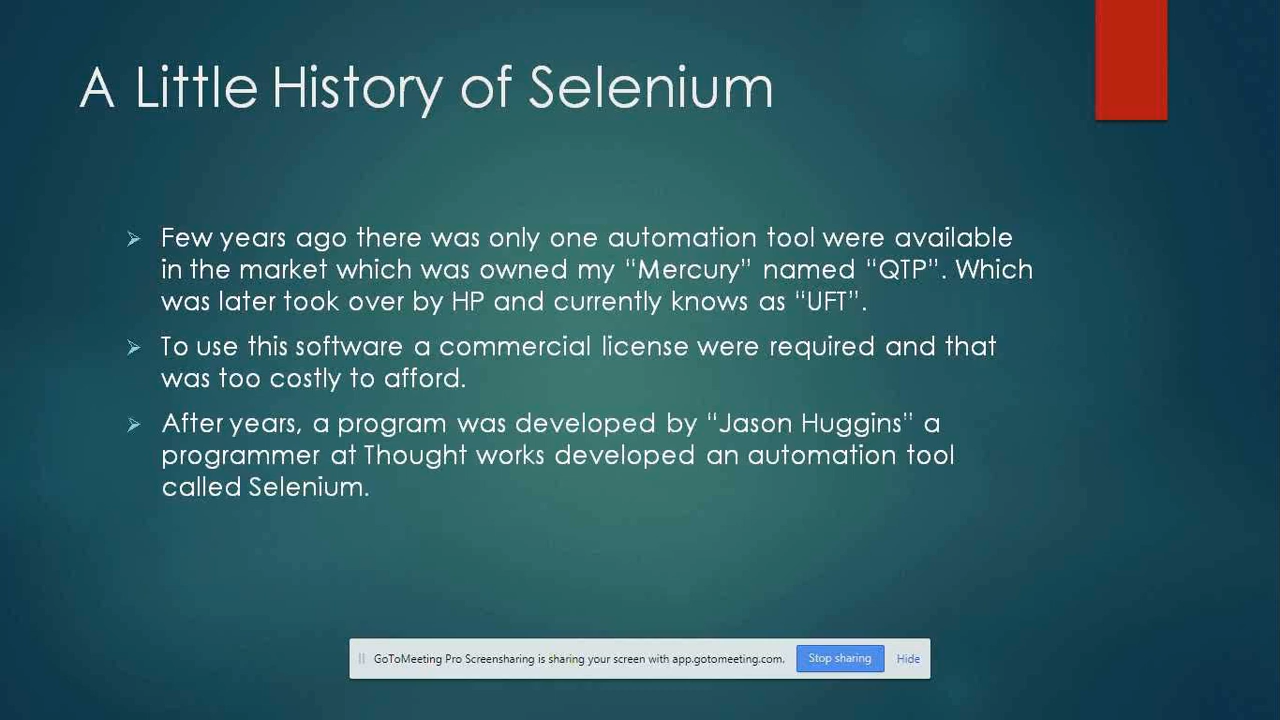 A Little History of Selenium
Few years ago there was only one automation tool were available
in the market which was owned my “Mercury” named “QTP”. Which
was later took over by HP and currently knows as “UFT”.
To use this software a commercial license were required and that
was too costly to afford.
After years, a program was developed by “Jason Huggins” a
programmer at Thought works developed an automation tool
called Selenium.
GoToMeeting Pro Screensharing is sharing your screen with app.gotomeeting.com. Stop sharing Hide